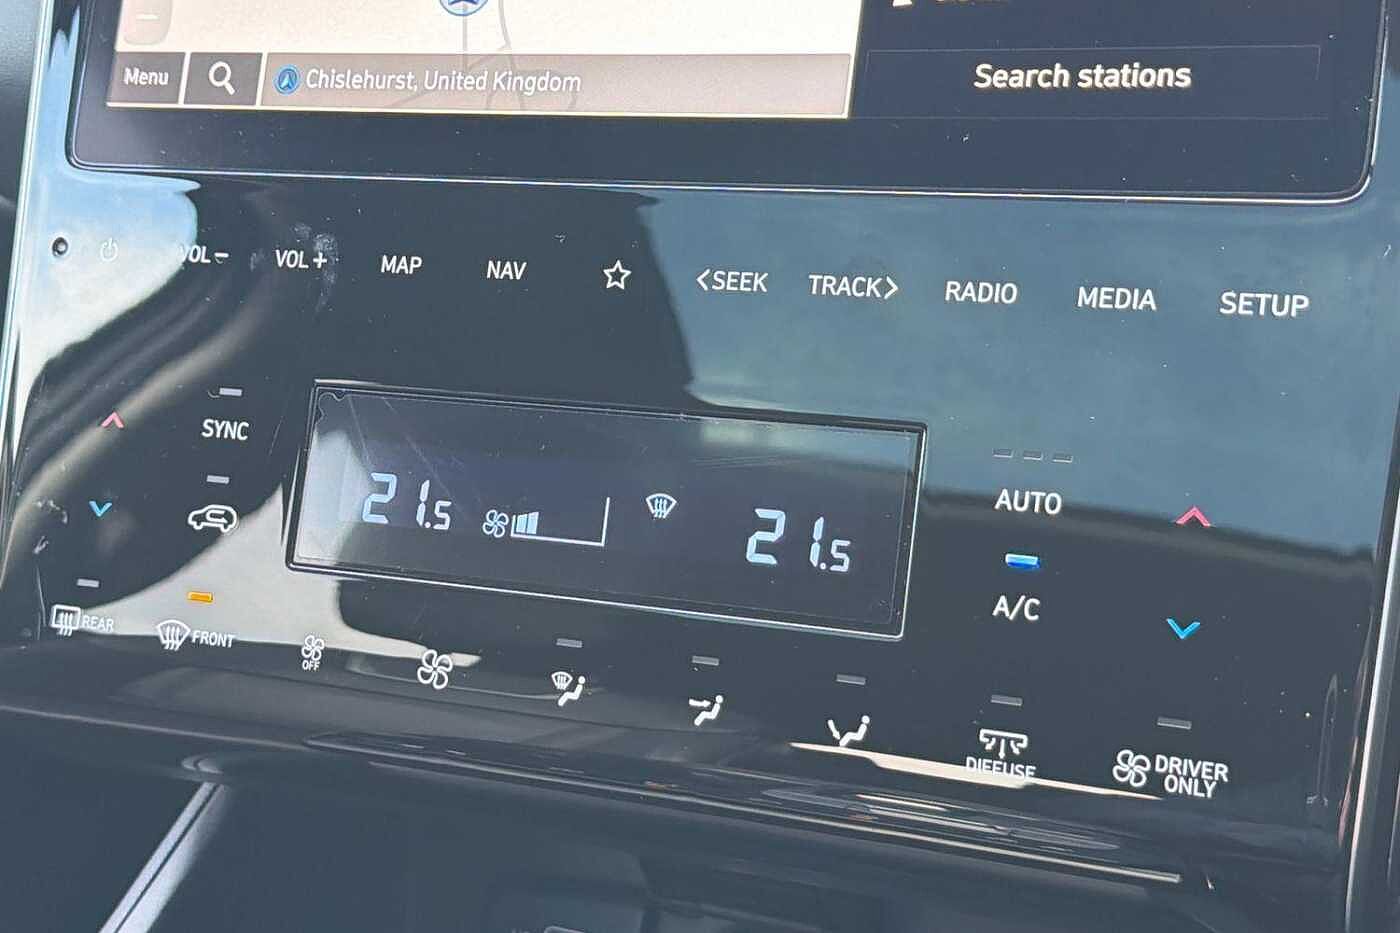 Menu
Chislehurst, United Kingdom
Search stations
VOL−
VOL+
MAP
NAV
<SEEK
TRACK>
RADIO
MEDIA
SETUP
SYNC
21.5
21.5
AUTO
A/C
REAR
FRONT
OFF
DIFFUSE
DRIVER
ONLY